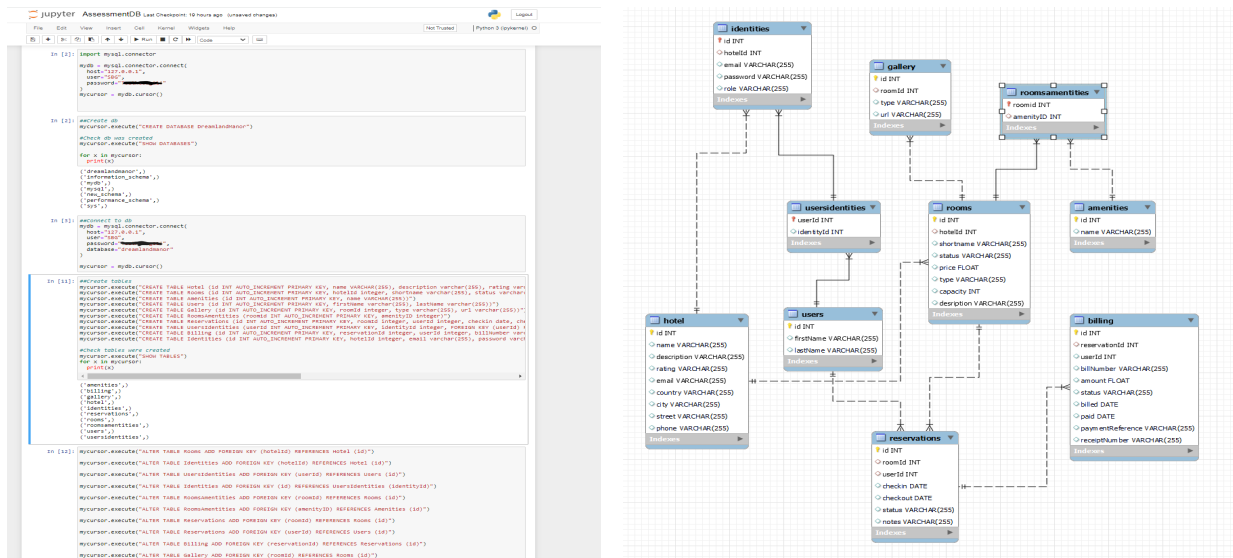 jupyter AssessmentDB Last Checkpoint: 19 hours ago (unsaved changes)
Logout
File Edit View Insert Cell Kernel Widgets Help
Not Trusted
Python 3 (ipykernel)
Run
Code
In [1]: import mysql.connector
mydb = mysql.connector.connect(
host="127.0.0.1",
password=
)
mycursor = mydb.cursor()
In [2]: ##Create db
mycursor.execute("CREATE DATABASE Dreamlandmanor")
#Check db was created
mycursor.execute("SHOW DATABASES")
for x in mycursor:
print(x)
('dreamlandmanor',)
('information_schema',)
('mydb',)
('mysql',)
('new_schema',)
('performance_schema',)
('sys',)
In [3]: ##Connect to db
mydb = mysql.connector.connect(
host="127.0.0.1",
password=
database="dreamlandmanor"
)
mycursor = mydb.cursor()
In [11]: ##Create tables
mycursor.execute("CREATE TABLE Hotel (id INT AUTO_INCREMENT PRIMARY KEY, name VARCHAR(255), description varchar(255), rating varc
mycursor.execute("CREATE TABLE Rooms (id INT AUTO_INCREMENT PRIMARY KEY, hotelId integer, shortname varchar(255), status varchar(
mycursor.execute("CREATE TABLE Amenities (id INT AUTO_INCREMENT PRIMARY KEY, name VARCHAR(255))")
mycursor.execute("CREATE TABLE Users (id INT AUTO_INCREMENT PRIMARY KEY, firstName varchar(255), lastName varchar(255))")
mycursor.execute("CREATE TABLE Gallery (id INT AUTO_INCREMENT PRIMARY KEY, roomId integer, type varchar(255), url varchar(255))")
mycursor.execute("CREATE TABLE RoomsAmentities (roomid INT AUTO_INCREMENT PRIMARY KEY, amenityID integer)")
mycursor.execute("CREATE TABLE Reservations (id INT AUTO_INCREMENT PRIMARY KEY, roomId integer, userId integer, checkin date, che
mycursor.execute("CREATE TABLE UsersIdentities (userId INT AUTO_INCREMENT PRIMARY KEY, identityId integer, FOREIGN KEY (userId)
mycursor.execute("CREATE TABLE Billing (id INT AUTO_INCREMENT PRIMARY KEY, reservationId integer, userId integer, billNumber varc
mycursor.execute("CREATE TABLE Identities (id INT AUTO_INCREMENT PRIMARY KEY, hotelId integer, email varchar(255), password varch
#Check tables were created
mycursor.execute("SHOW TABLES")
for x in mycursor:
print(x)
('amenities',)
('billing',)
('gallery',)
('hotel',)
('identities',)
('reservations',)
('rooms',)
('roomsamentities',)
('users',)
('usersidentities',)
In [12]: mycursor.execute("ALTER TABLE Rooms ADD FOREIGN KEY (hotelId) REFERENCES Hotel (id)")
mycursor.execute("ALTER TABLE Identities ADD FOREIGN KEY (hotelId) REFERENCES Hotel (id)")
mycursor.execute("ALTER TABLE UsersIdentities ADD FOREIGN KEY (userId) REFERENCES Users (id)")
mycursor.execute("ALTER TABLE Identities ADD FOREIGN KEY (id) REFERENCES UsersIdentities (identityId)")
mycursor.execute("ALTER TABLE RoomsAmentities ADD FOREIGN KEY (roomId) REFERENCES Rooms (id)")
mycursor.execute("ALTER TABLE RoomsAmentities ADD FOREIGN KEY (amenityID) REFERENCES Amenities (id)")
mycursor.execute("ALTER TABLE Reservations ADD FOREIGN KEY (roomId) REFERENCES Rooms (id)")
mycursor.execute("ALTER TABLE Reservations ADD FOREIGN KEY (userId) REFERENCES Users (id)")
mycursor.execute("ALTER TABLE Billing ADD FOREIGN KEY (reservationId) REFERENCES Reservations (id)")
mycursor.execute("ALTER TABLE Gallery ADD FOREIGN KEY (roomId) REFERENCES Rooms (id)")
identities
id INT
hotelId INT
email VARCHAR(255)
password VARCHAR(255)
role VARCHAR(255)
Indexes
gallery
id INT
roomId INT
type VARCHAR(255)
url VARCHAR(255)
Indexes
roomsamentities
roomid INT
amenityID INT
Indexes
usersidentities
userId INT
identityId INT
Indexes
rooms
id INT
hotelId INT
shortname VARCHAR(255)
status VARCHAR(255)
price FLOAT
type VARCHAR(255)
capacity INT
desription VARCHAR(255)
Indexes
amenities
id INT
name VARCHAR(255)
Indexes
hotel
id INT
name VARCHAR(255)
description VARCHAR(255)
rating VARCHAR(255)
email VARCHAR(255)
country VARCHAR(255)
city VARCHAR(255)
street VARCHAR(255)
phone VARCHAR(255)
Indexes
users
id INT
firstName VARCHAR(255)
lastName VARCHAR(255)
Indexes
billing
id INT
reservationId INT
userId INT
billNumber VARCHAR(255)
amount FLOAT
status VARCHAR(255)
billed DATE
paid DATE
paymentReference VARCHAR(255)
receiptNumber VARCHAR(255)
Indexes
reservations
id INT
roomId INT
userId INT
checkin DATE
checkout DATE
status VARCHAR(255)
notes VARCHAR(255)
Indexes